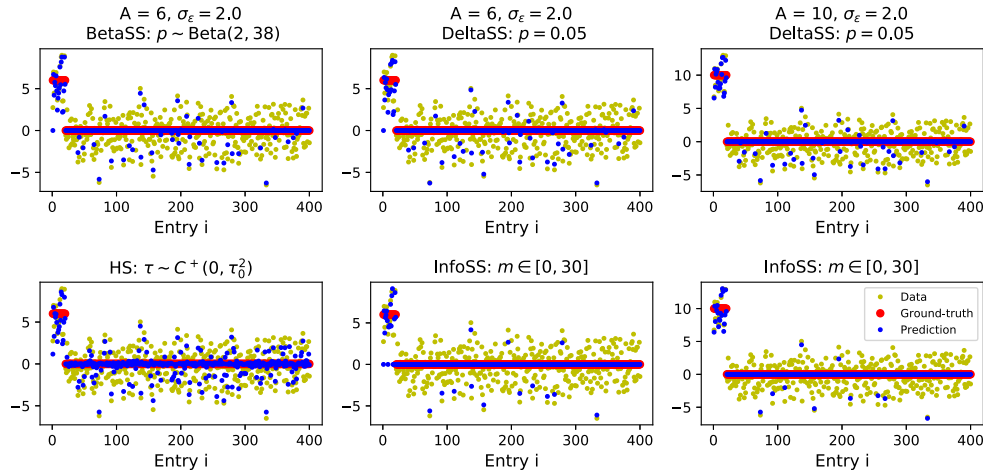 A = 6, σ_ε = 2.0
BetaSS: p ~ Beta(2, 38)
5
0
−5
0 100 200 300 400
Entry i
A = 6, σ_ε = 2.0
DeltaSS: p = 0.05
5
0
−5
0 100 200 300 400
Entry i
A = 10, σ_ε = 2.0
DeltaSS: p = 0.05
10
5
0
−5
0 100 200 300 400
Entry i
HS: τ ~ C⁺(0, τ₀²)
5
0
−5
0 100 200 300 400
Entry i
InfoSS: m ∈ [0, 30]
5
0
−5
0 100 200 300 400
Entry i
InfoSS: m ∈ [0, 30]
10
5
0
−5
0 100 200 300 400
Entry i
Data
Ground-truth
Prediction